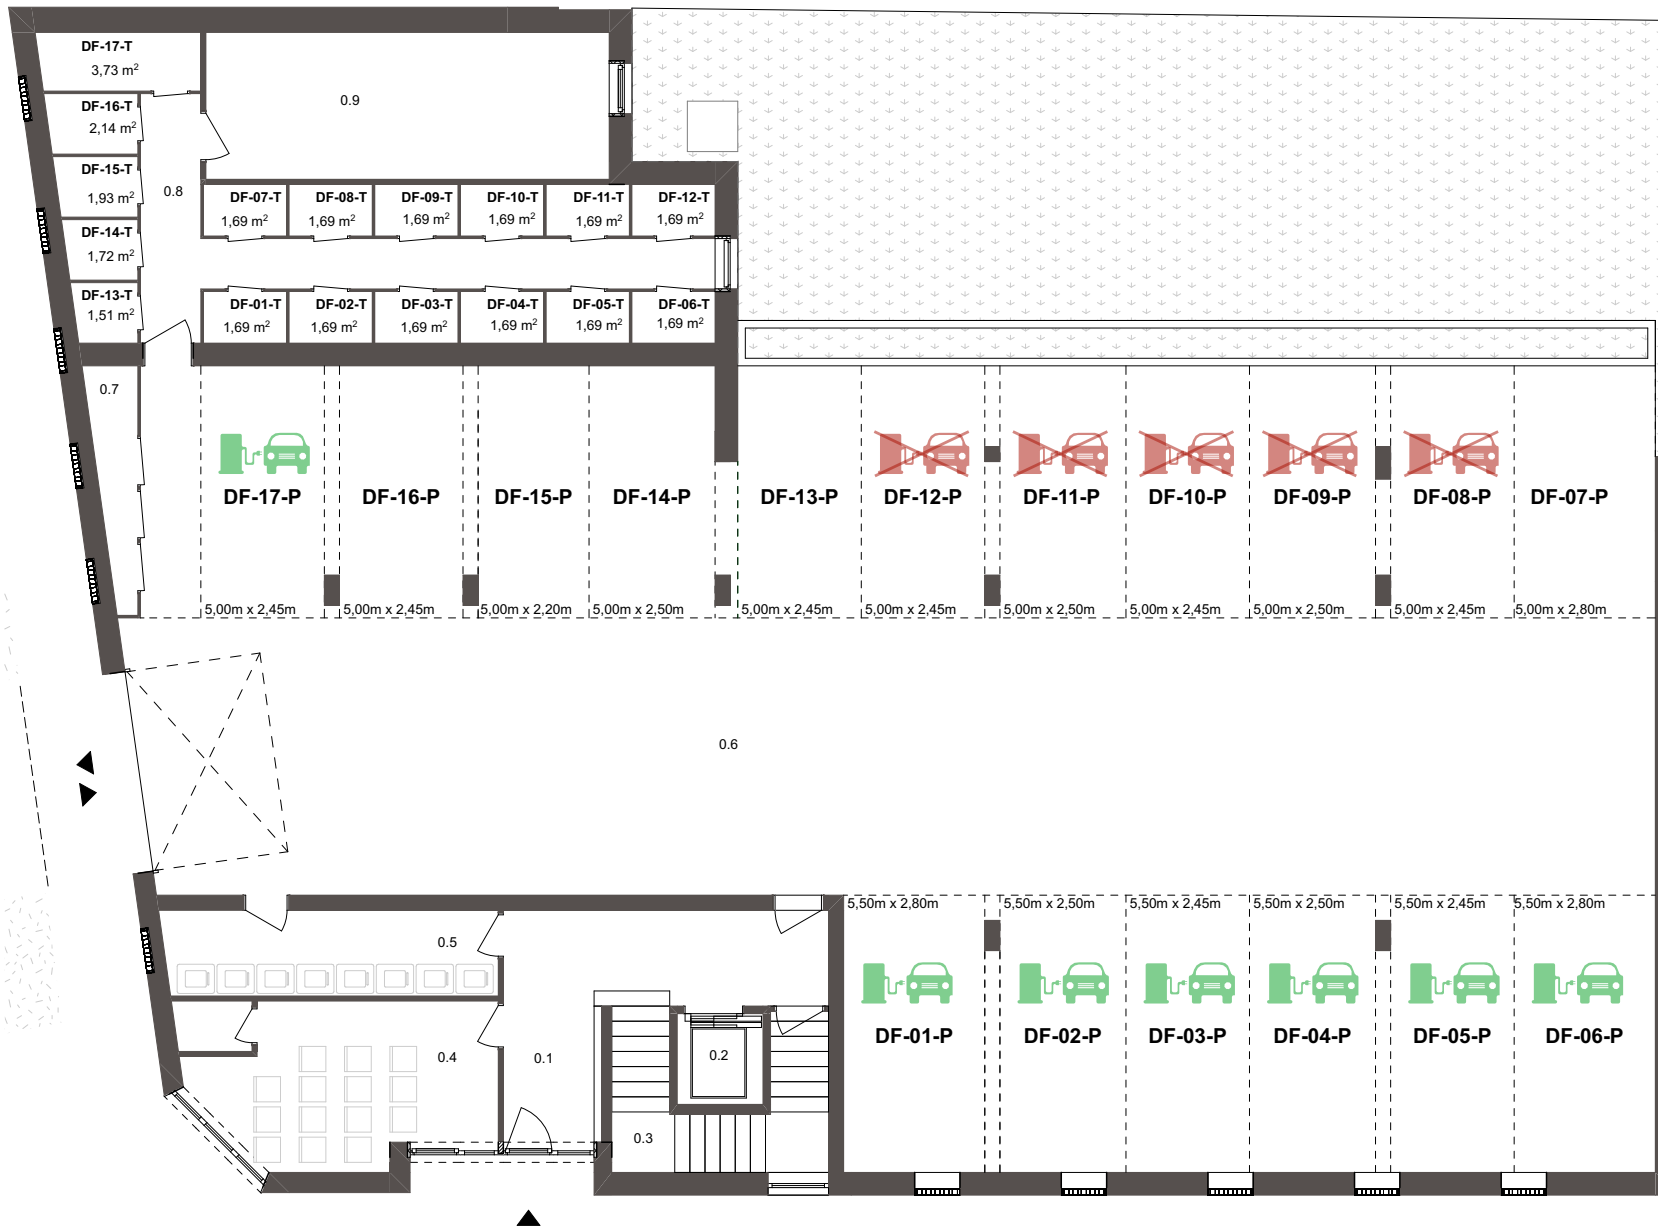 DF-17-T
3,73 m²
DF-16-T
2,14 m²
0.9
DF-15-T
1,93 m²
0.8
DF-07-T
1,69 m²
DF-08-T
1,69 m²
DF-09-T
1,69 m²
DF-10-T
1,69 m²
DF-11-T
1,69 m²
DF-12-T
1,69 m²
DF-14-T
1,72 m²
DF-13-T
1,51 m²
DF-01-T
1,69 m²
DF-02-T
1,69 m²
DF-03-T
1,69 m²
DF-04-T
1,69 m²
DF-05-T
1,69 m²
DF-06-T
1,69 m²
0.7
DF-17-P
DF-16-P
DF-15-P
DF-14-P
DF-13-P
DF-12-P
DF-11-P
DF-10-P
DF-09-P
DF-08-P
DF-07-P
5,00m x 2,45m
5,00m x 2,45m
5,00m x 2,20m
5,00m x 2,50m
5,00m x 2,45m
5,00m x 2,45m
5,00m x 2,50m
5,00m x 2,45m
5,00m x 2,50m
5,00m x 2,45m
5,00m x 2,80m
0.6
5,50m x 2,80m
5,50m x 2,50m
5,50m x 2,45m
5,50m x 2,50m
5,50m x 2,45m
5,50m x 2,80m
0.5
DF-01-P
DF-02-P
DF-03-P
DF-04-P
DF-05-P
DF-06-P
0.4
0.1
0.2
0.3